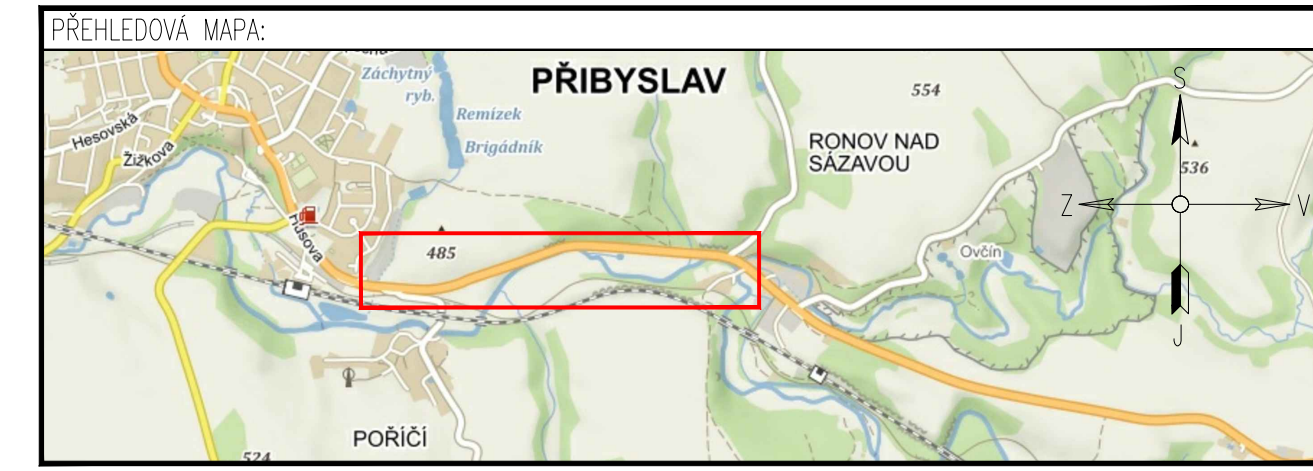 PŘEHLEDOVÁ MAPA:
Záchytný
ryb.
PŘIBYSLAV
554
S
Remízek
Hesovská
Brigádník
RONOV NAD
SÁZAVOU
Žižkova
536
Z
V
Husova
485
Ovčín
J
POŘÍČÍ
524